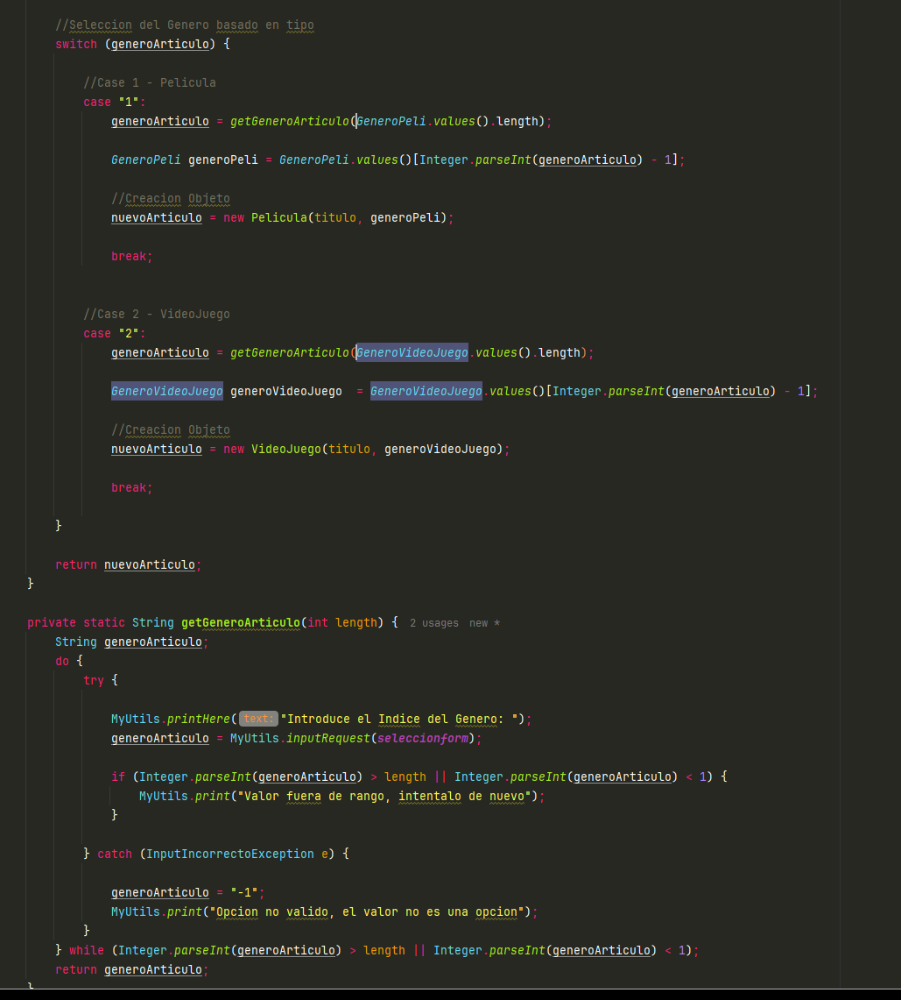 //Seleccion del Genero basado en tipo
switch (generoArticulo) {
//Case 1 - Pelicula
case "1":
generoArticulo = getGeneroArticulo(GeneroPeli.values().length);
GeneroPeli generoPeli = GeneroPeli.values()[Integer.parseInt(generoArticulo) - 1];
//Creacion Objeto
nuevoArticulo = new Pelicula(titulo, generoPeli);
break;
//Case 2 - VideoJuego
case "2":
generoArticulo = getGeneroArticulo(GeneroVideoJuego.values().length);
GeneroVideoJuego generoVideoJuego  = GeneroVideoJuego.values()[Integer.parseInt(generoArticulo) - 1];
//Creacion Objeto
nuevoArticulo = new VideoJuego(titulo, generoVideoJuego);
break;
}
return nuevoArticulo;
}
private static String getGeneroArticulo(int length) { 2 usages new *
String generoArticulo;
do {
try {
MyUtils.printHere( text: "Introduce el Indice del Genero: ");
generoArticulo = MyUtils.inputRequest(seleccionform);
if (Integer.parseInt(generoArticulo) > length || Integer.parseInt(generoArticulo) < 1) {
MyUtils.print("Valor fuera de rango, intentalo de nuevo");
}
} catch (InputIncorrectoException e) {
generoArticulo = "-1";
MyUtils.print("Opcion no valido, el valor no es una opcion");
}
} while (Integer.parseInt(generoArticulo) > length || Integer.parseInt(generoArticulo) < 1);
return generoArticulo;
}